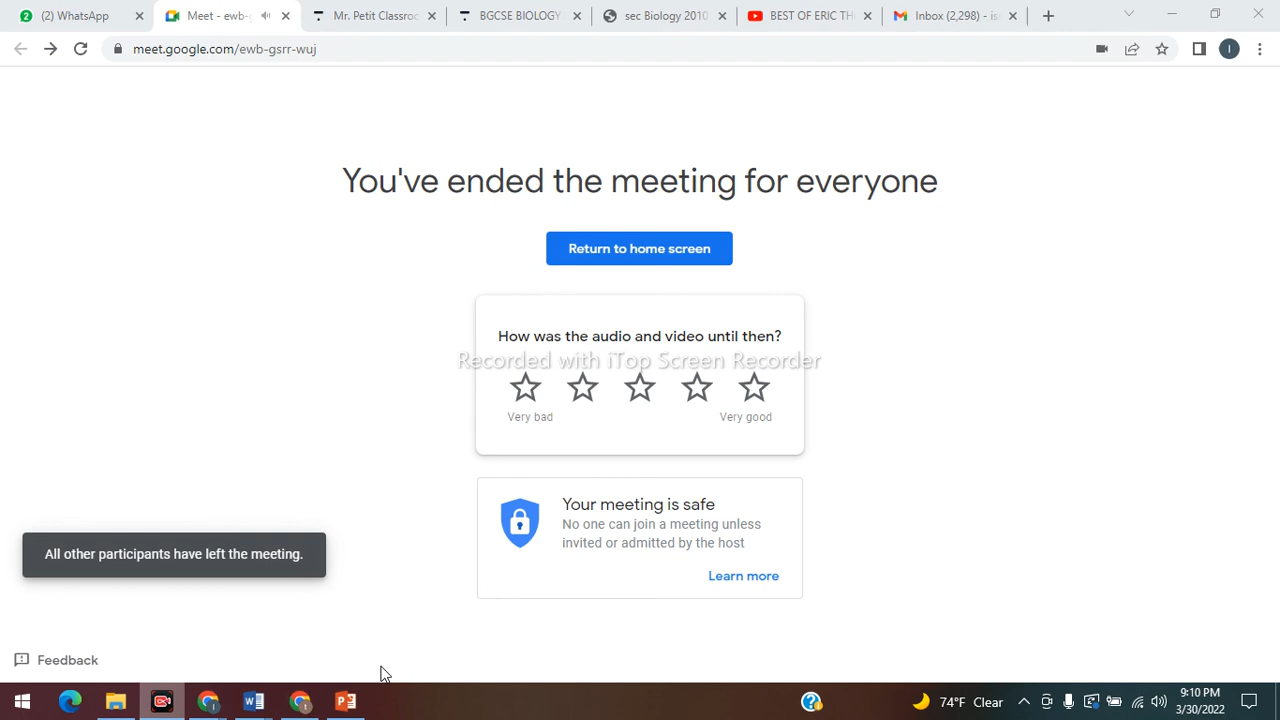 (2) WhatsApp
Meet - ewb-g
Mr. Petit Classroo
BGCSE BIOLOGY
sec Biology 2010
BEST OF ERIC TH
Inbox (2,298) - is
meet.google.com/ewb-gsrr-wuj
I
You've ended the meeting for everyone
Return to home screen
How was the audio and video until then?
Recorded with iTop Screen Recorder
Very bad
Very good
Your meeting is safe
No one can join a meeting unless
invited or admitted by the host
Learn more
All other participants have left the meeting.
Feedback
74°F Clear
9:10 PM
3/30/2022